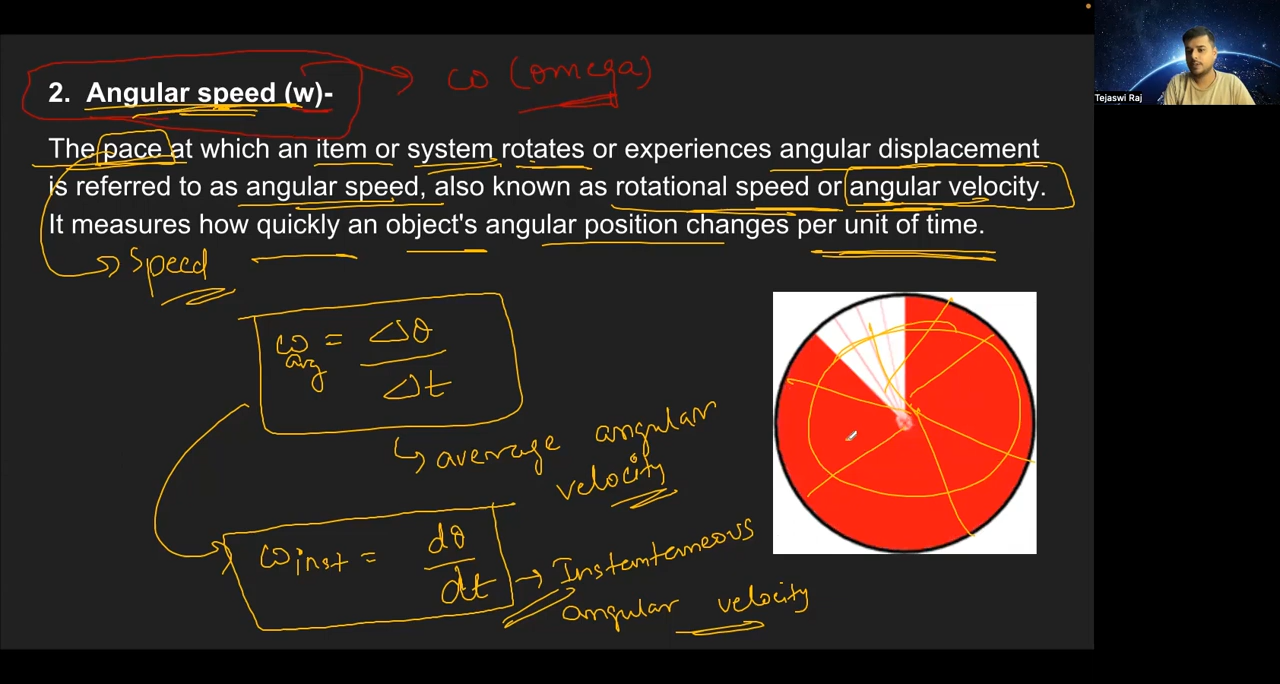 2. Angular speed (w)-
ω (omega)
Tejaswi Raj
The pace at which an item or system rotates or experiences angular displacement
is referred to as angular speed, also known as rotational speed or angular velocity.
It measures how quickly an object's angular position changes per unit of time.
Speed
ω avg = Δθ / Δt
average angular
velocity
ω inst = dθ / dt
Instantaneous
angular velocity